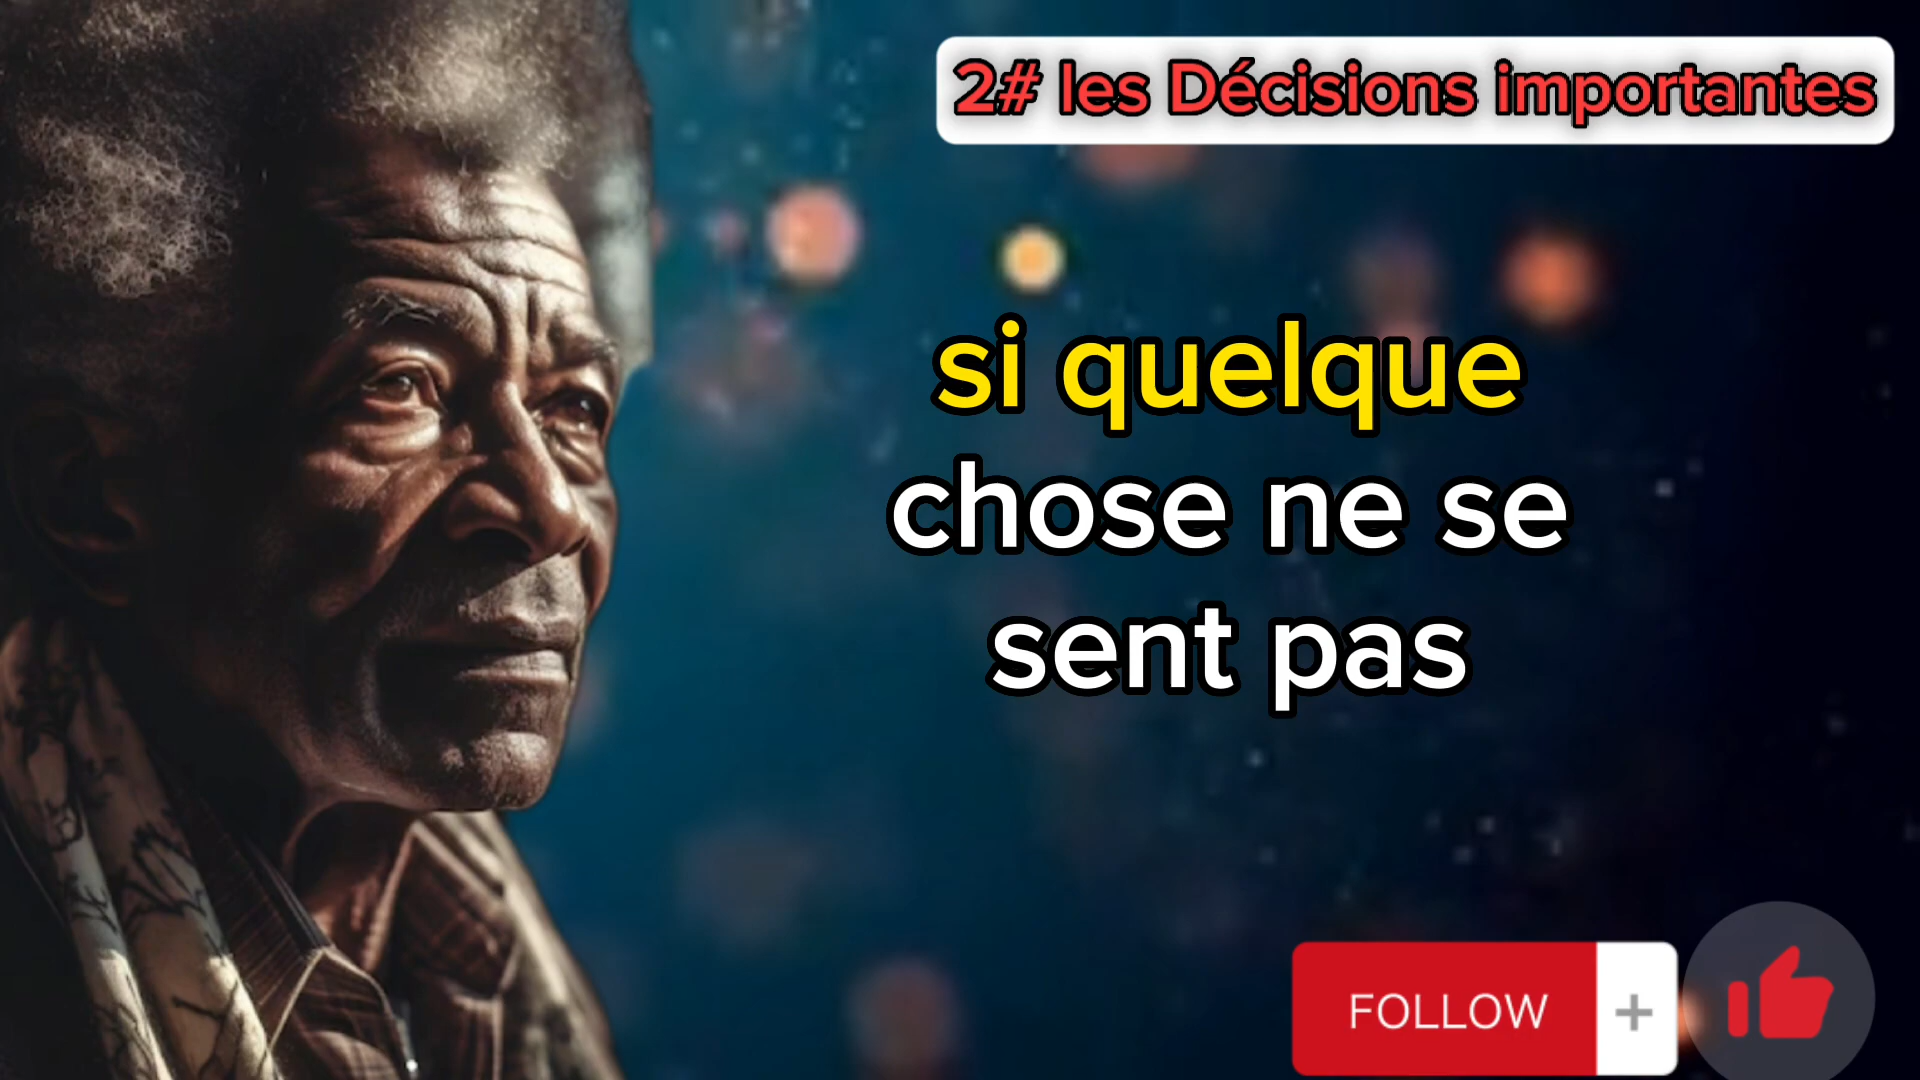 2# les Décisions importantes
si quelque
chose ne se
sent pas
FOLLOW +